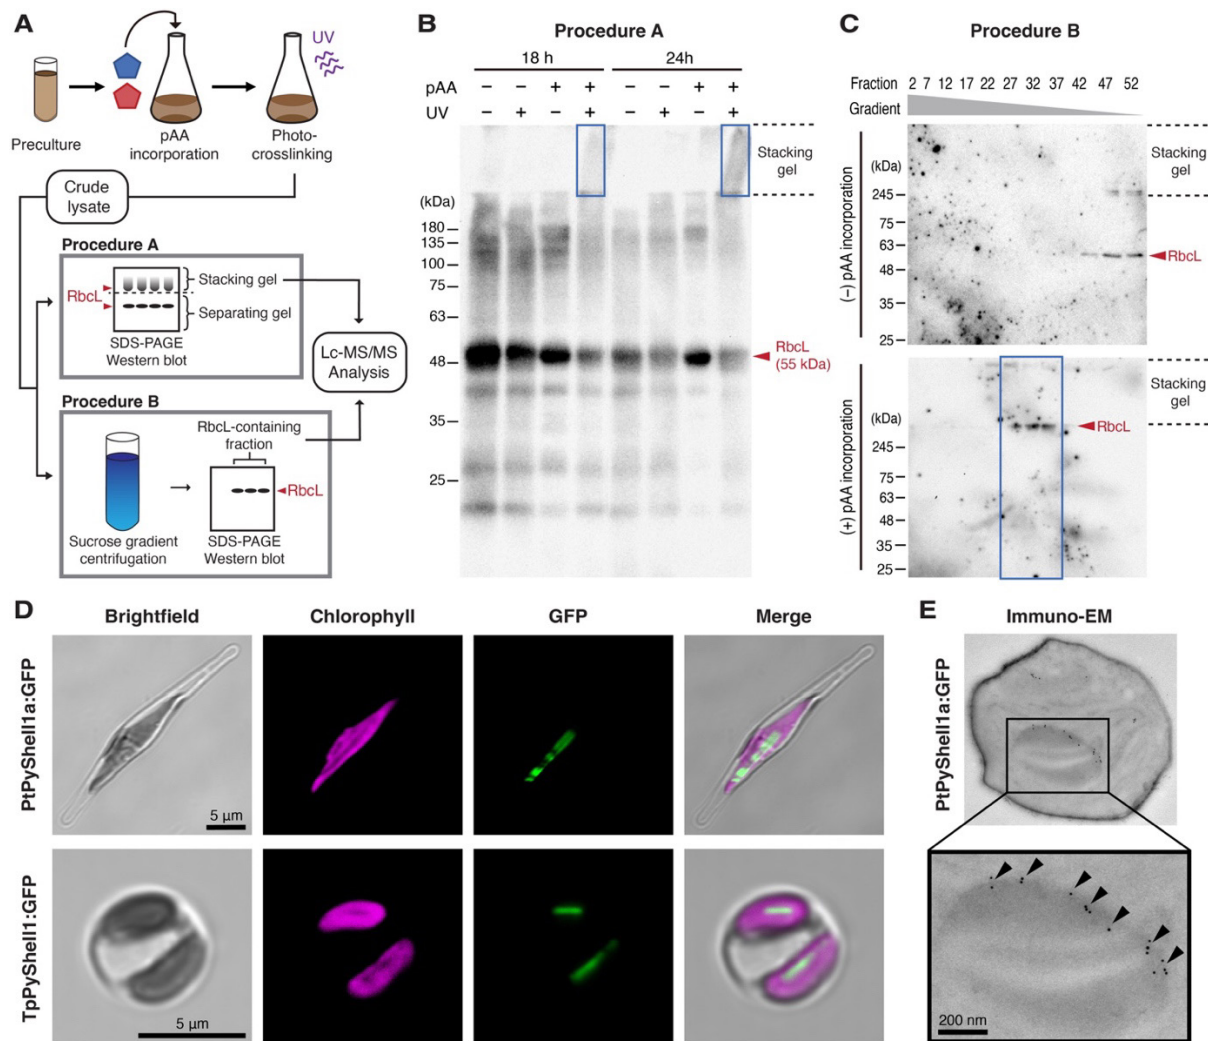 A
UV
Preculture
pAA
incorporation
Photo-
crosslinking
Crude
lysate
Procedure A
RbcL
Stacking gel
Separating gel
SDS-PAGE
Western blot
Lc-MS/MS
Analysis
Procedure B
RbcL-containing
fraction
RbcL
Sucrose gradient
centrifugation
SDS-PAGE
Western blot
B
Procedure A
18 h 24h
pAA – – + + – – + +
UV – + – + – + – +
Stacking
gel
(kDa)
180
135
100
75
63
48
35
25
RbcL
(55 kDa)
C
Procedure B
Fraction 2 7 12 17 22 27 32 37 42 47 52
Gradient
(–) pAA incorporation
(kDa)
245
75
63
48
35
25
Stacking
gel
RbcL
(+) pAA incorporation
(kDa)
245
75
63
48
35
25
Stacking
gel
RbcL
D
Brightfield Chlorophyll GFP Merge
PtPyShell1a:GFP
5 µm
TpPyShell1:GFP
5 µm
E
Immuno-EM
PtPyShell1a:GFP
200 nm